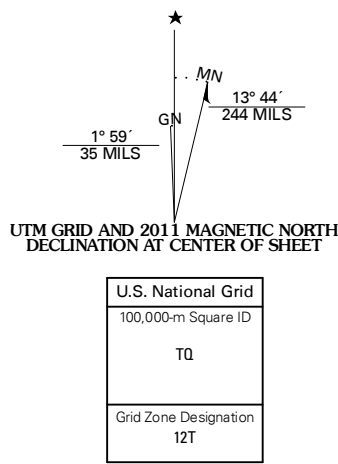 ★
MN
13° 44´
244 MILS
GN
1° 59´
35 MILS
UTM GRID AND 2011 MAGNETIC NORTH
DECLINATION AT CENTER OF SHEET
U.S. National Grid
100,000-m Square ID
TQ
Grid Zone Designation
12T